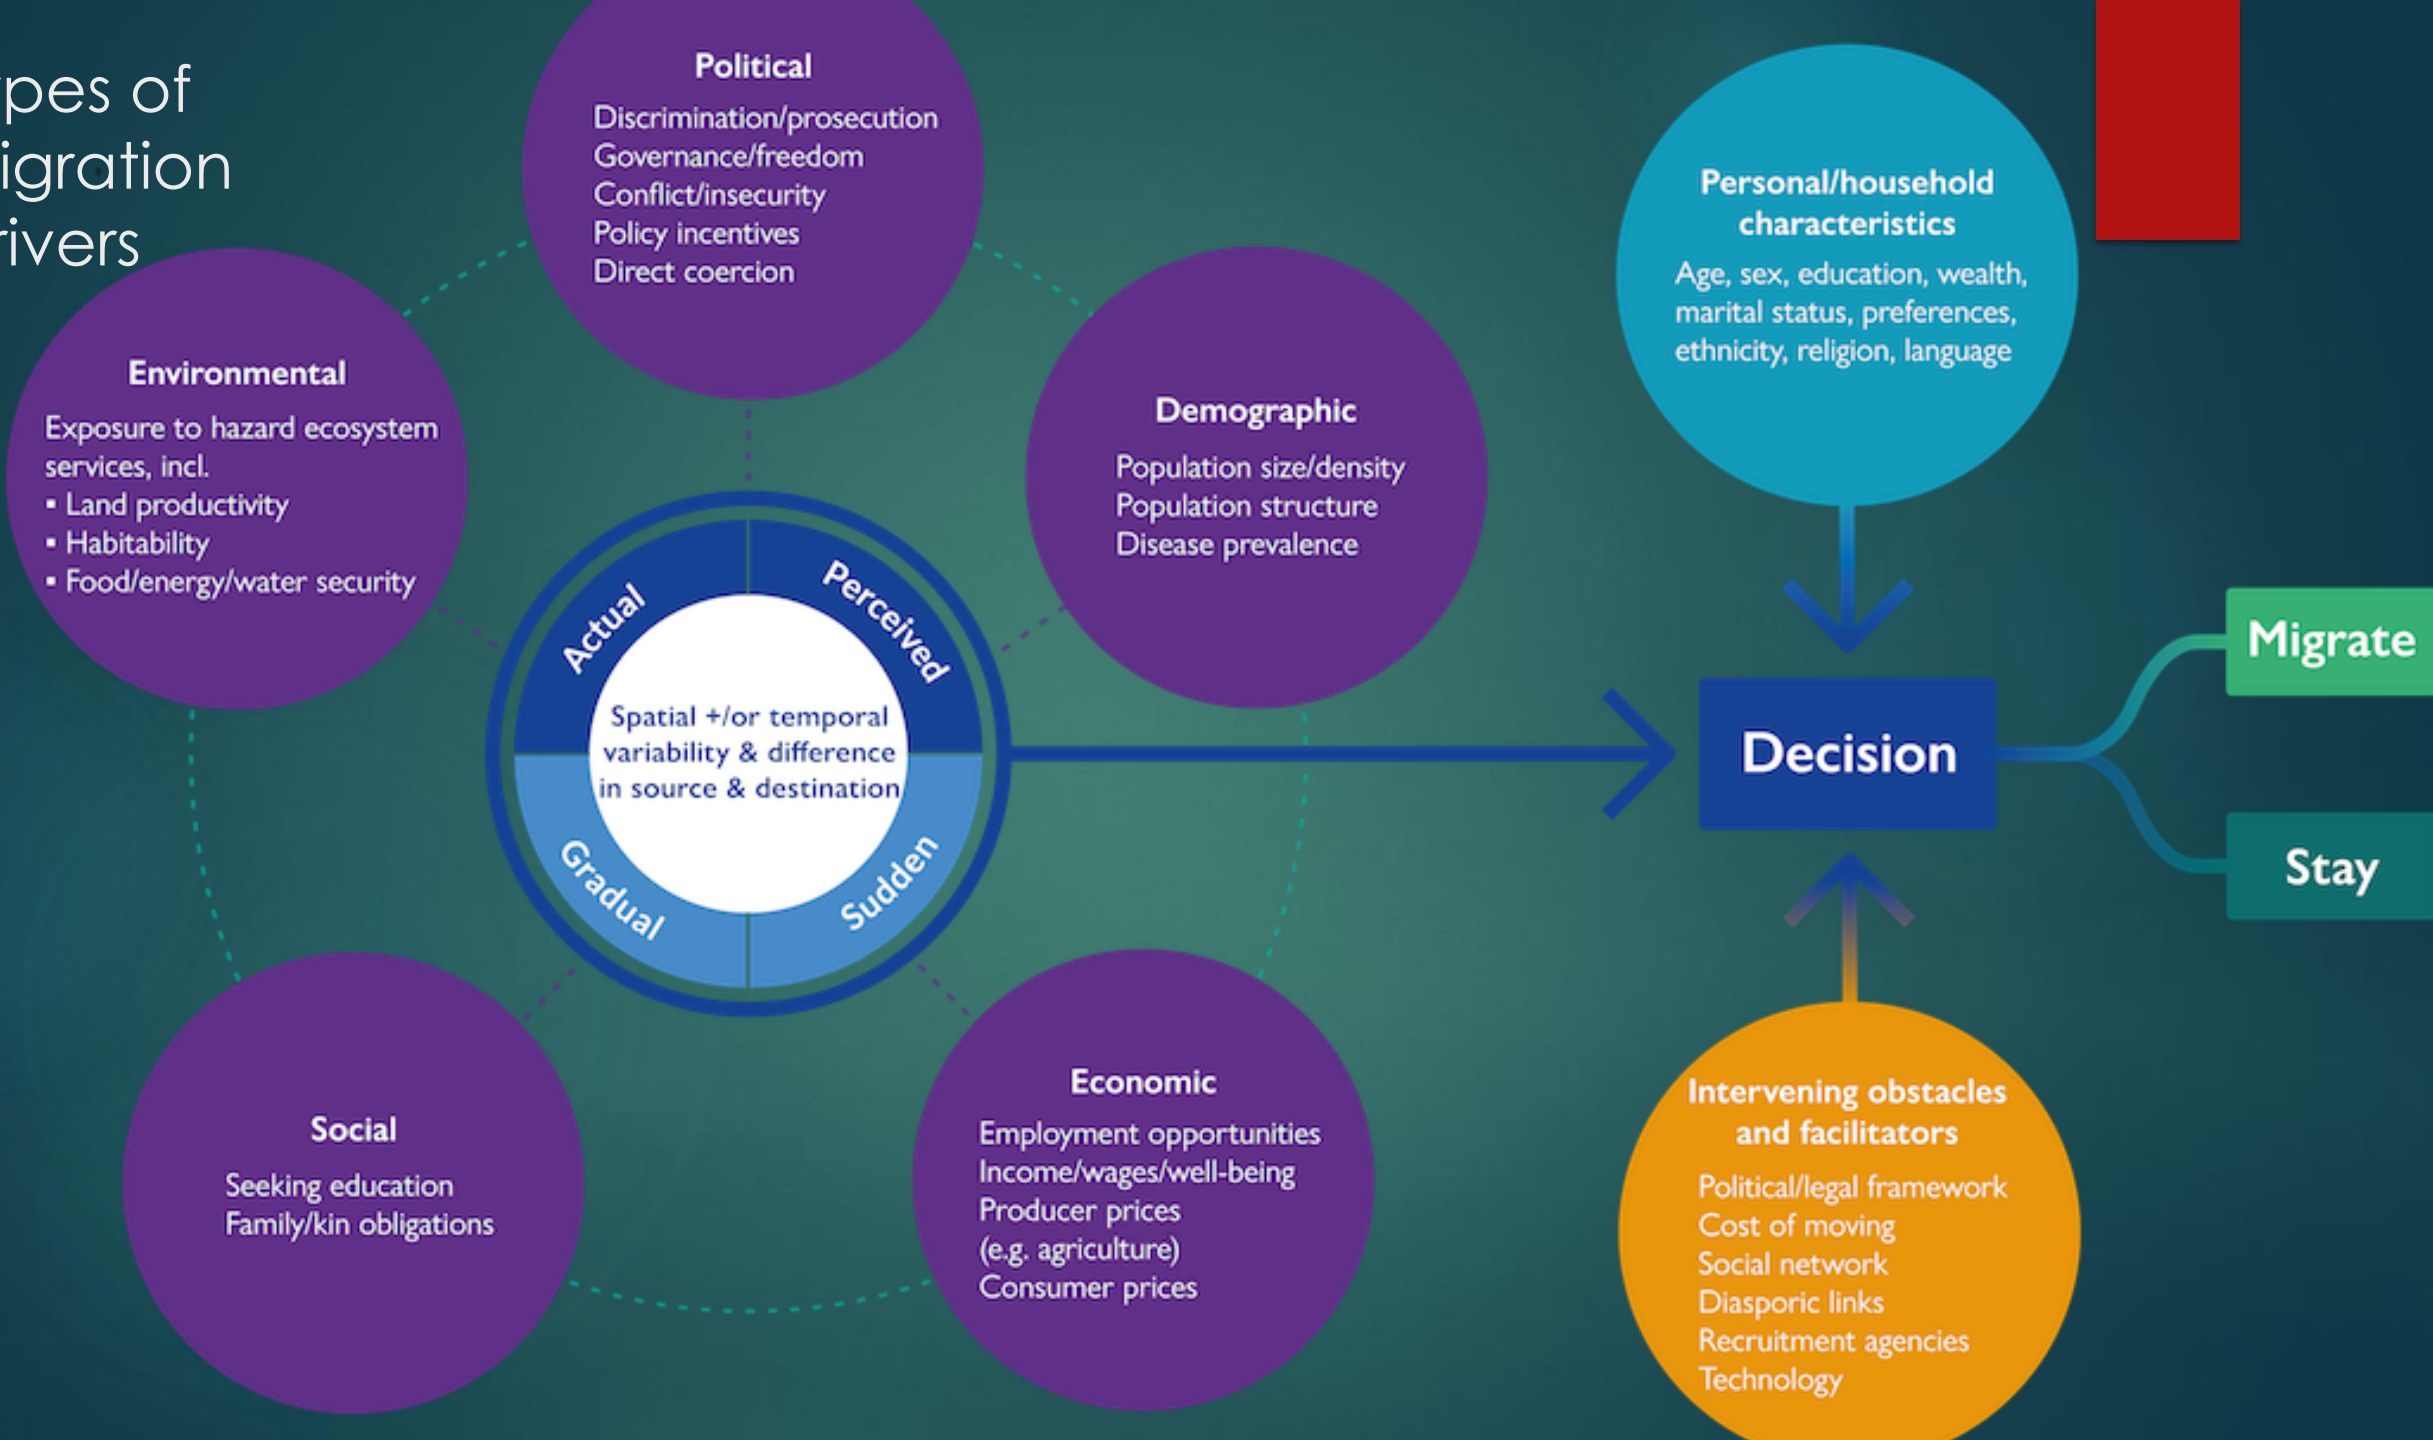 ypes of
igration
rivers
Political
Discrimination/prosecution
Governance/freedom
Conflict/insecurity
Policy incentives
Direct coercion
Environmental
Exposure to hazard ecosystem
services, incl.
▪ Land productivity
▪ Habitability
▪ Food/energy/water security
Demographic
Population size/density
Population structure
Disease prevalence
Actual
Perceived
Spatial +/or temporal
variability & difference
in source & destination
Gradual
Sudden
Social
Seeking education
Family/kin obligations
Economic
Employment opportunities
Income/wages/well-being
Producer prices
(e.g. agriculture)
Consumer prices
Personal/household
characteristics
Age, sex, education, wealth,
marital status, preferences,
ethnicity, religion, language
Decision
Migrate
Stay
Intervening obstacles
and facilitators
Political/legal framework
Cost of moving
Social network
Diasporic links
Recruitment agencies
Technology